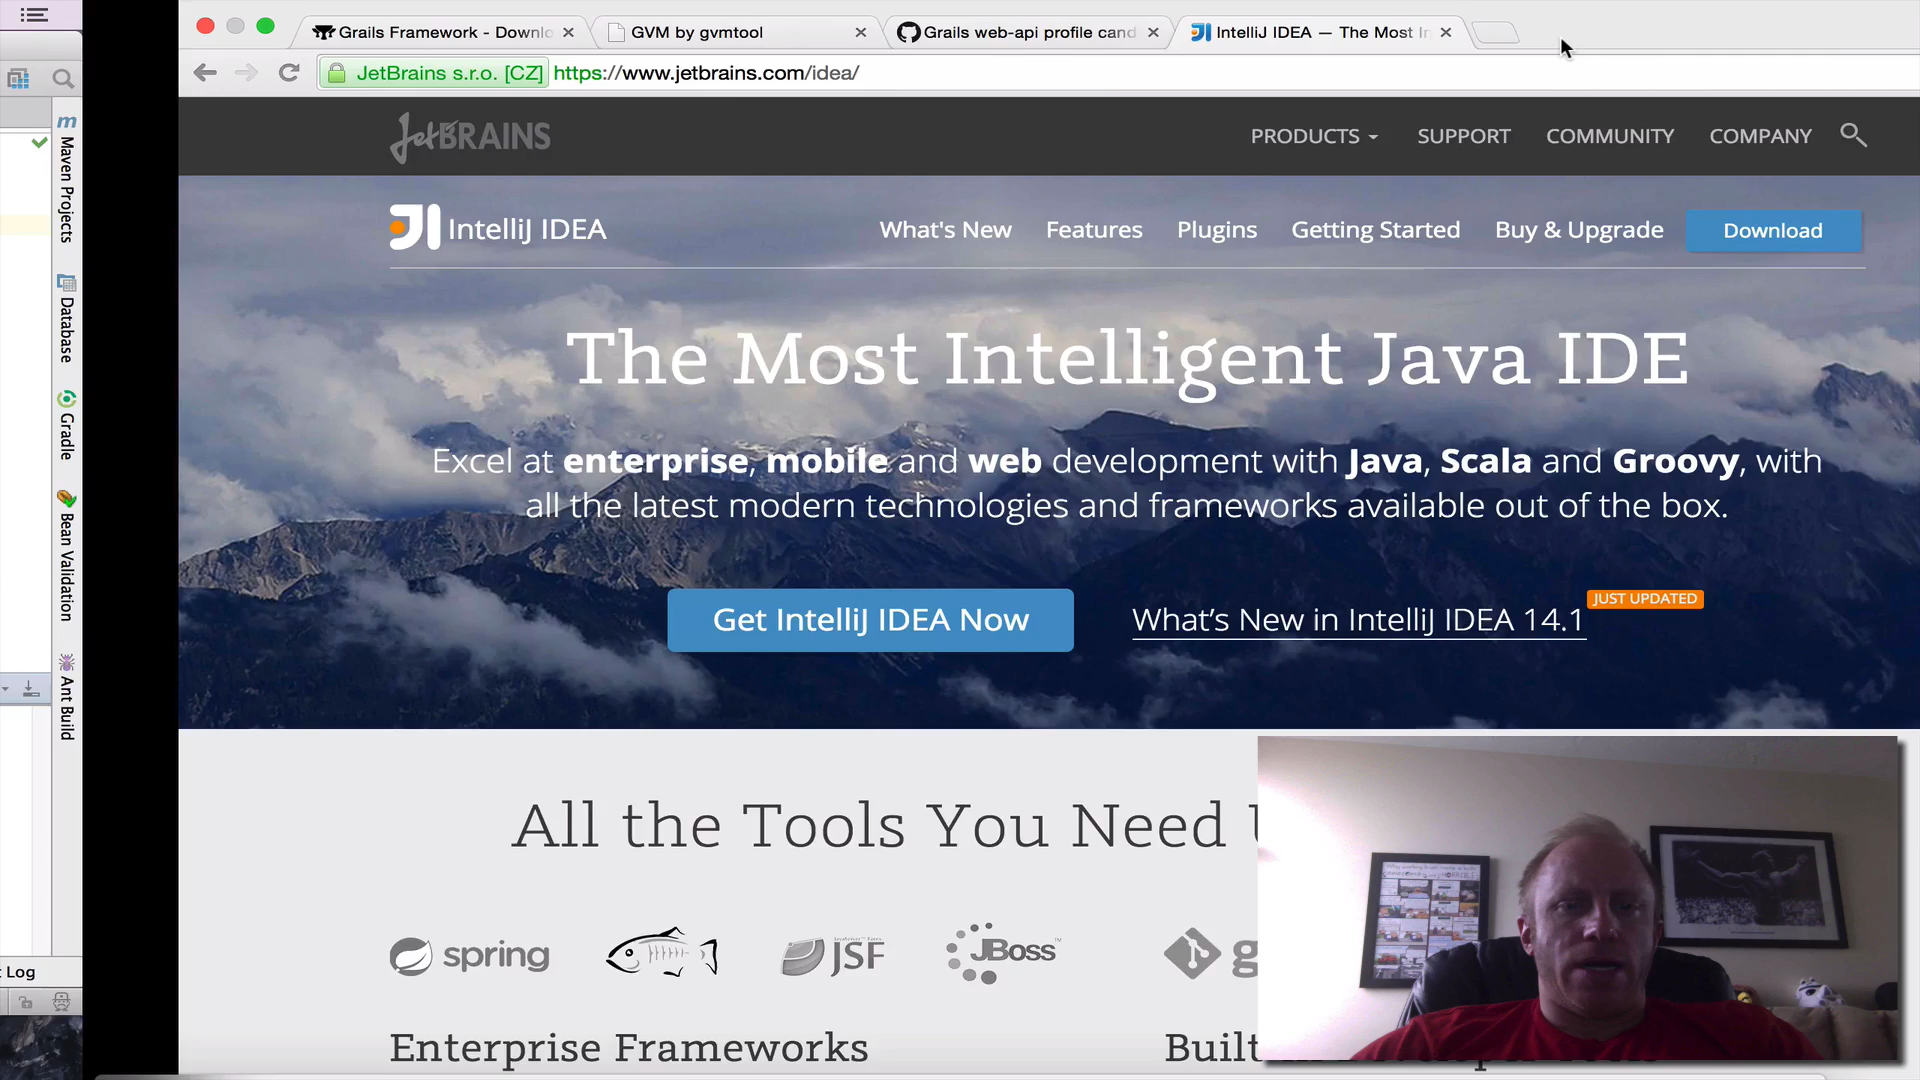 Grails Framework - Downlo
GVM by gvmtool
Grails web-api profile cand
IntelliJ IDEA — The Most In
JetBrains s.r.o. [CZ] https://www.jetbrains.com/idea/
JetBRAINS
PRODUCTS
SUPPORT
COMMUNITY
COMPANY
IntelliJ IDEA
What's New
Features
Plugins
Getting Started
Buy & Upgrade
Download
The Most Intelligent Java IDE
Excel at enterprise, mobile and web development with Java, Scala and Groovy, with
all the latest modern technologies and frameworks available out of the box.
Get IntelliJ IDEA Now
What's New in IntelliJ IDEA 14.1
JUST UPDATED
All the Tools You Need
spring
JSF
JBoss
g
Enterprise Frameworks
Built
m
Maven Projects
Database
Gradle
Bean Validation
Ant Build
t Log